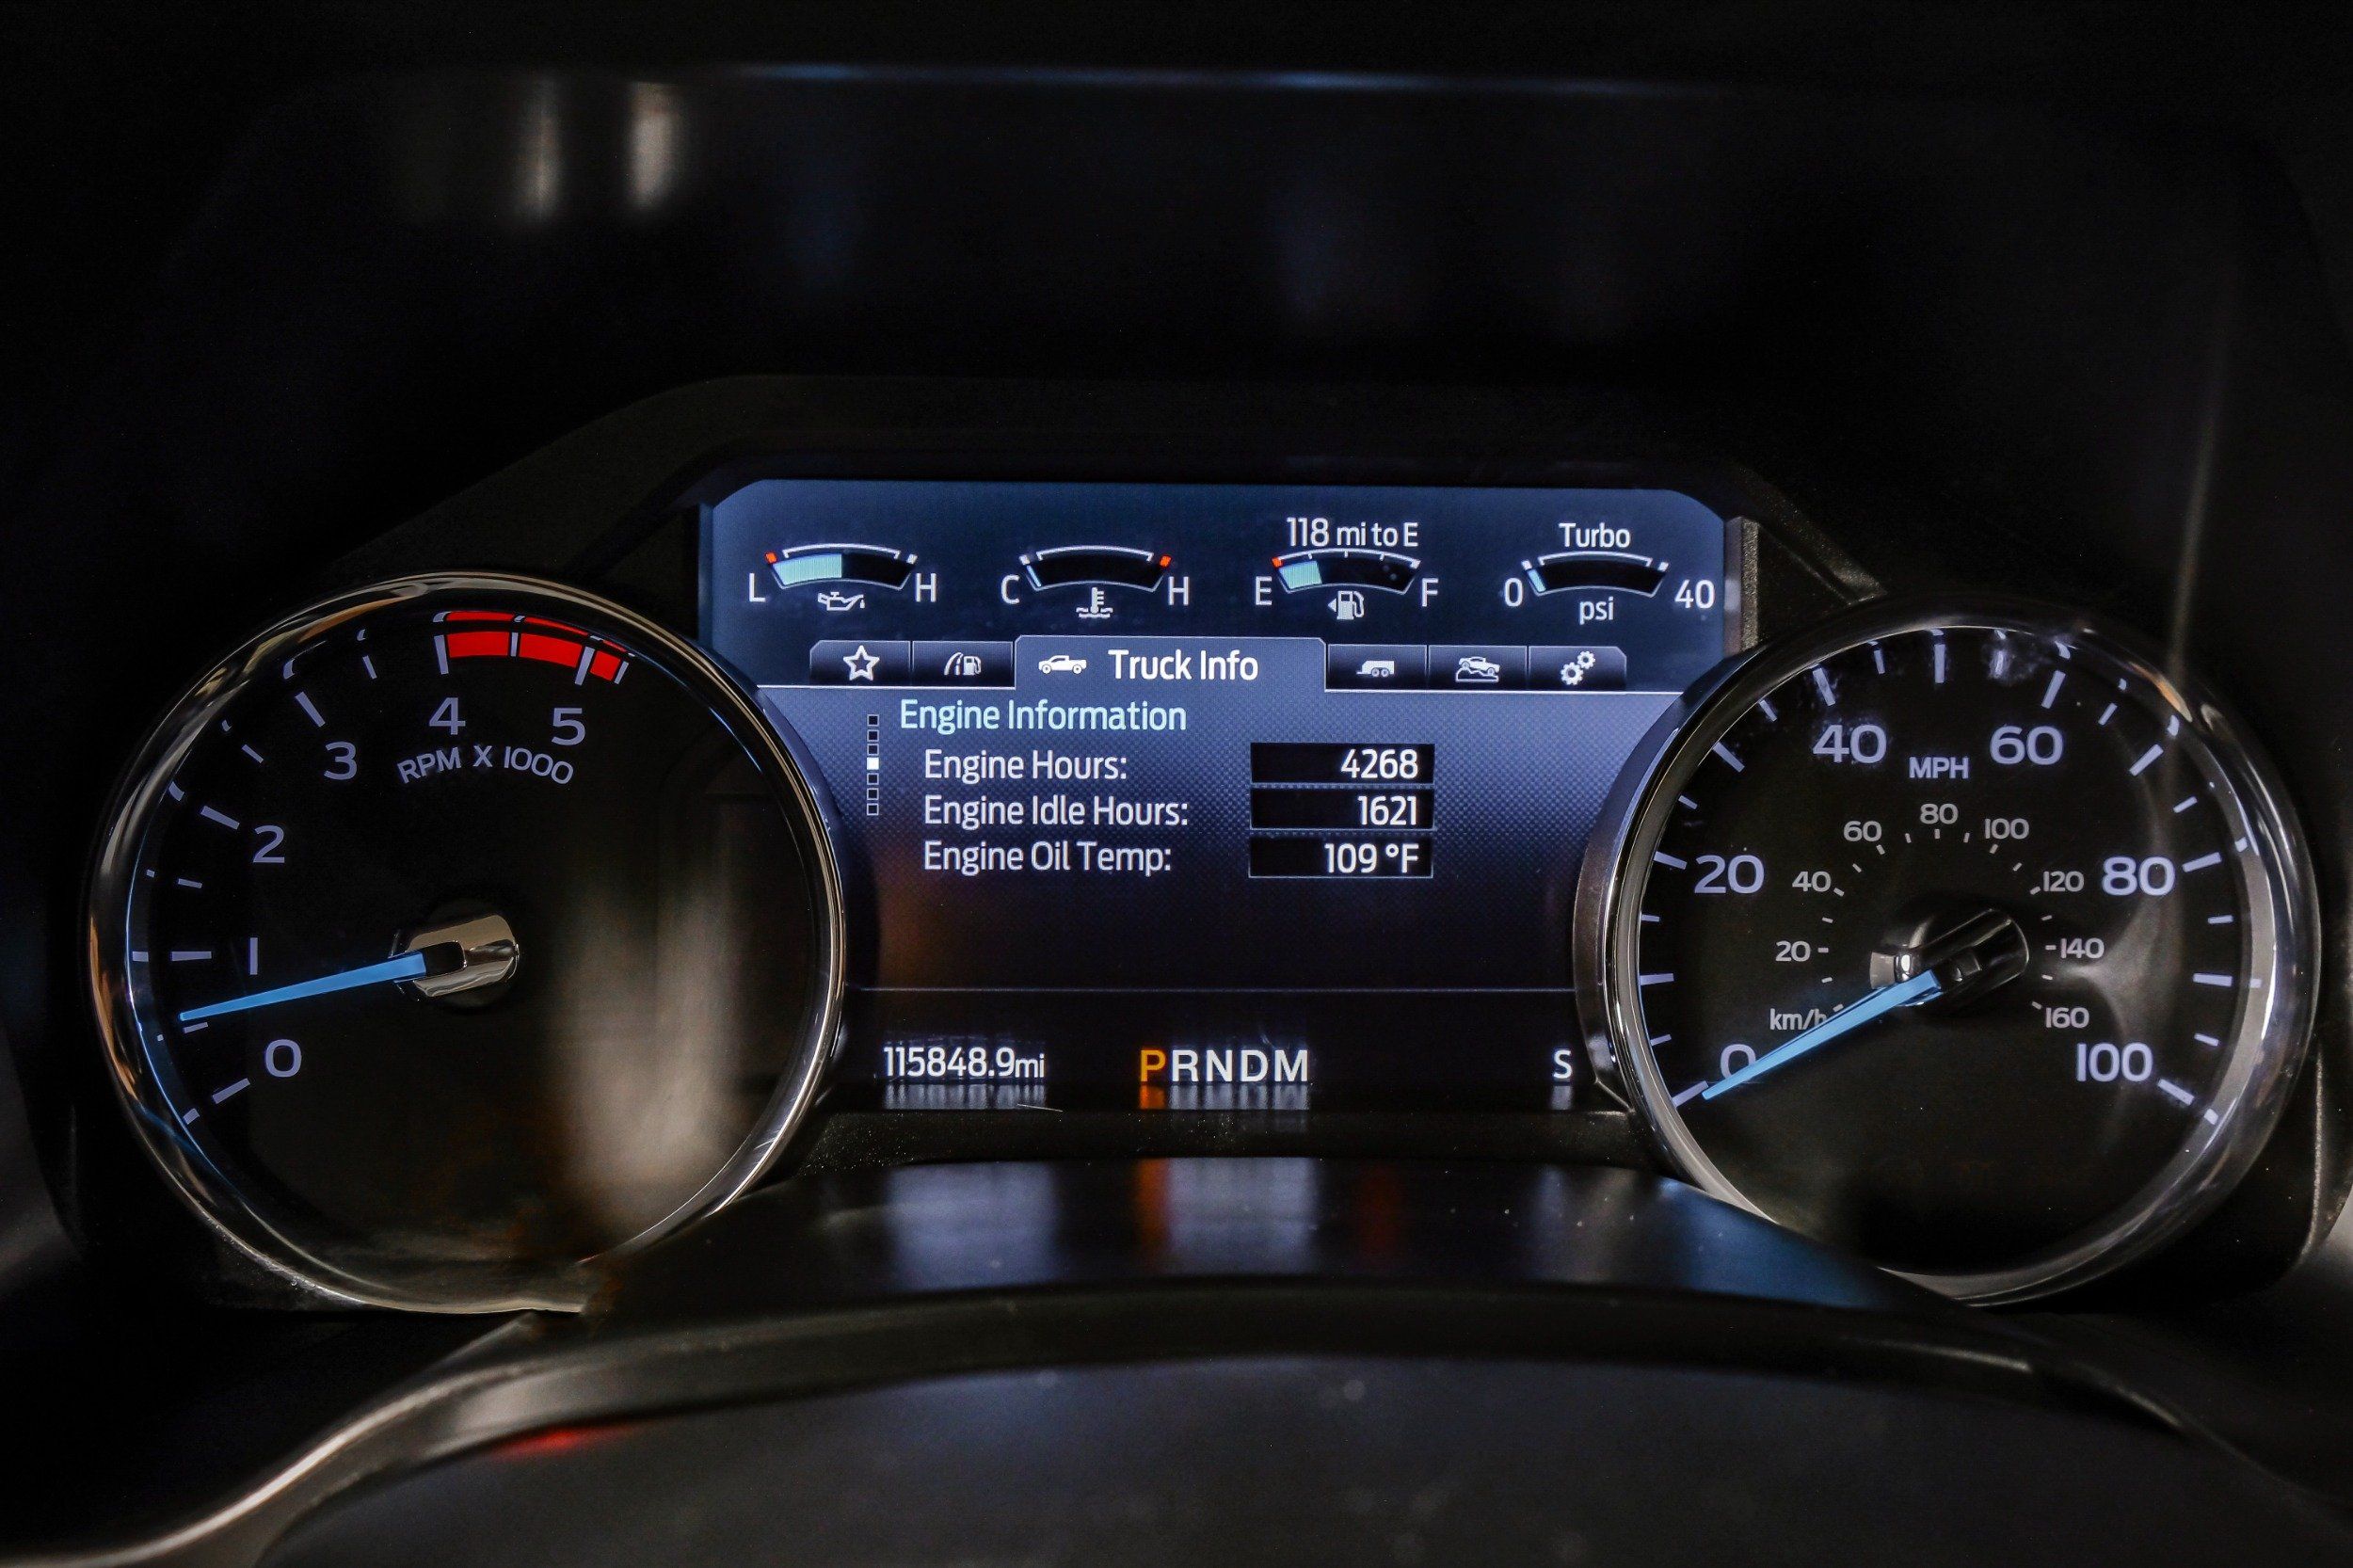 118 mi to E
Turbo
L H
C H
E F
0 40
psi
Truck Info
Engine Information
Engine Hours: 4268
Engine Idle Hours: 1621
Engine Oil Temp: 109 °F
115848.9mi
PRNDM
S
0
1
2
3
4
5
RPM X 1000
0
20
40
60
80
100
MPH
km/h
20
40
60
80
100
120
140
160